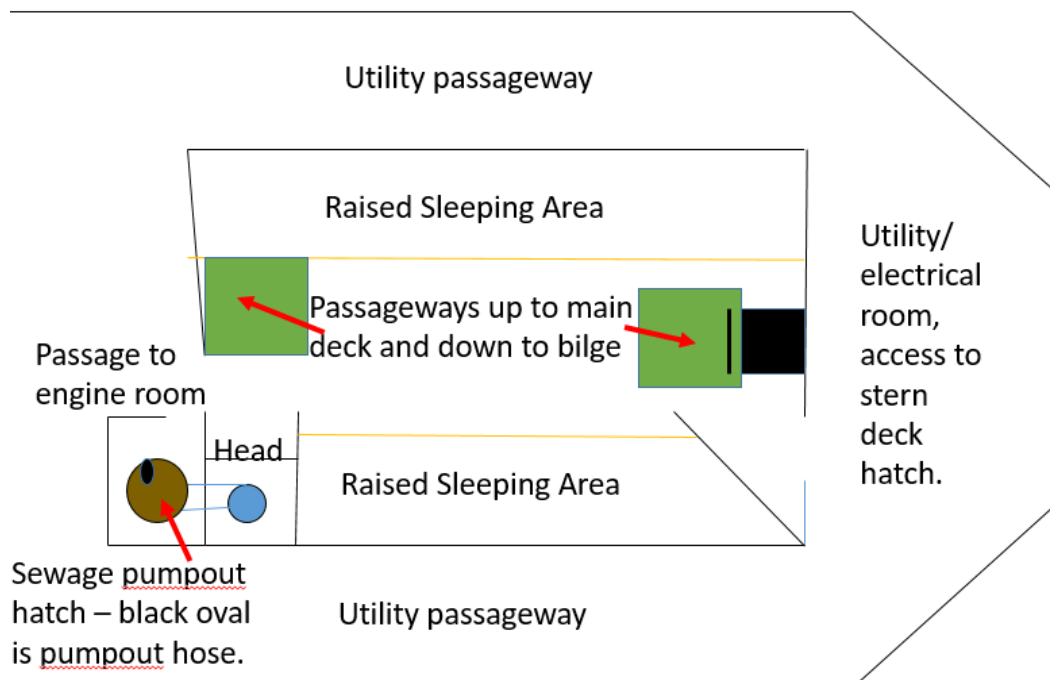 Utility passageway
Raised Sleeping Area
Utility/
electrical
room,
access to
stern
deck
hatch.
Passageways up to main
deck and down to bilge
Passage to
engine room
Head
Raised Sleeping Area
Sewage pumpout
hatch – black oval
is pumpout hose.
Utility passageway